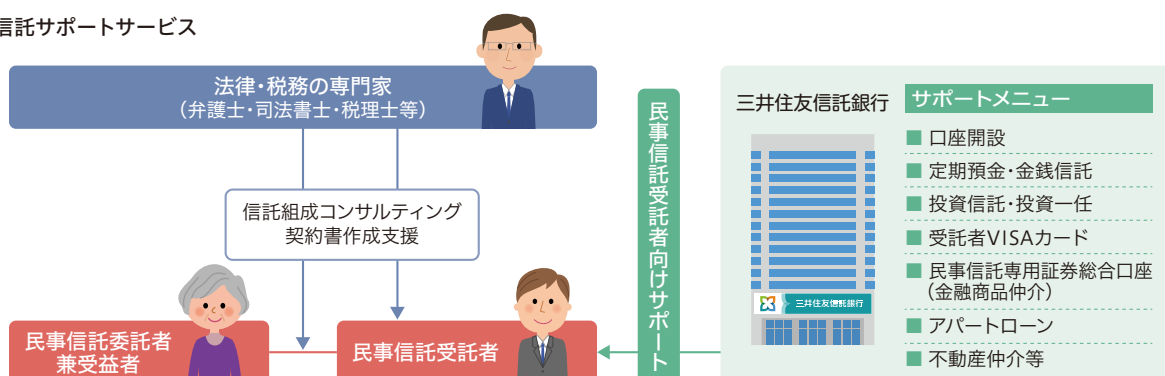 信託サポートサービス
法律・税務の専門家
（弁護士・司法書士・税理士等）
信託組成コンサルティング
契約書作成支援
民事信託委託者
兼受益者
民事信託受託者
民事信託受託者向けサポート
三井住友信託銀行
三井住友信託銀行
サポートメニュー
■ 口座開設
■ 定期預金・金銭信託
■ 投資信託・投資一任
■ 受託者VISAカード
■ 民事信託専用証券総合口座
（金融商品仲介）
■ アパートローン
■ 不動産仲介等